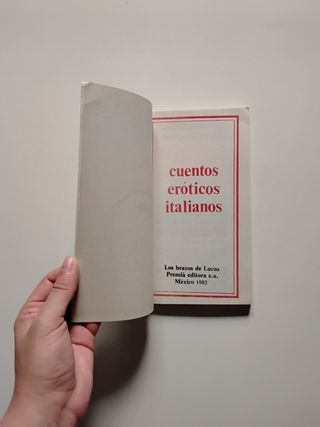 cuentos
eróticos
italianos
Los brazos de Lucas
Premiá editora s.a.
México 1982